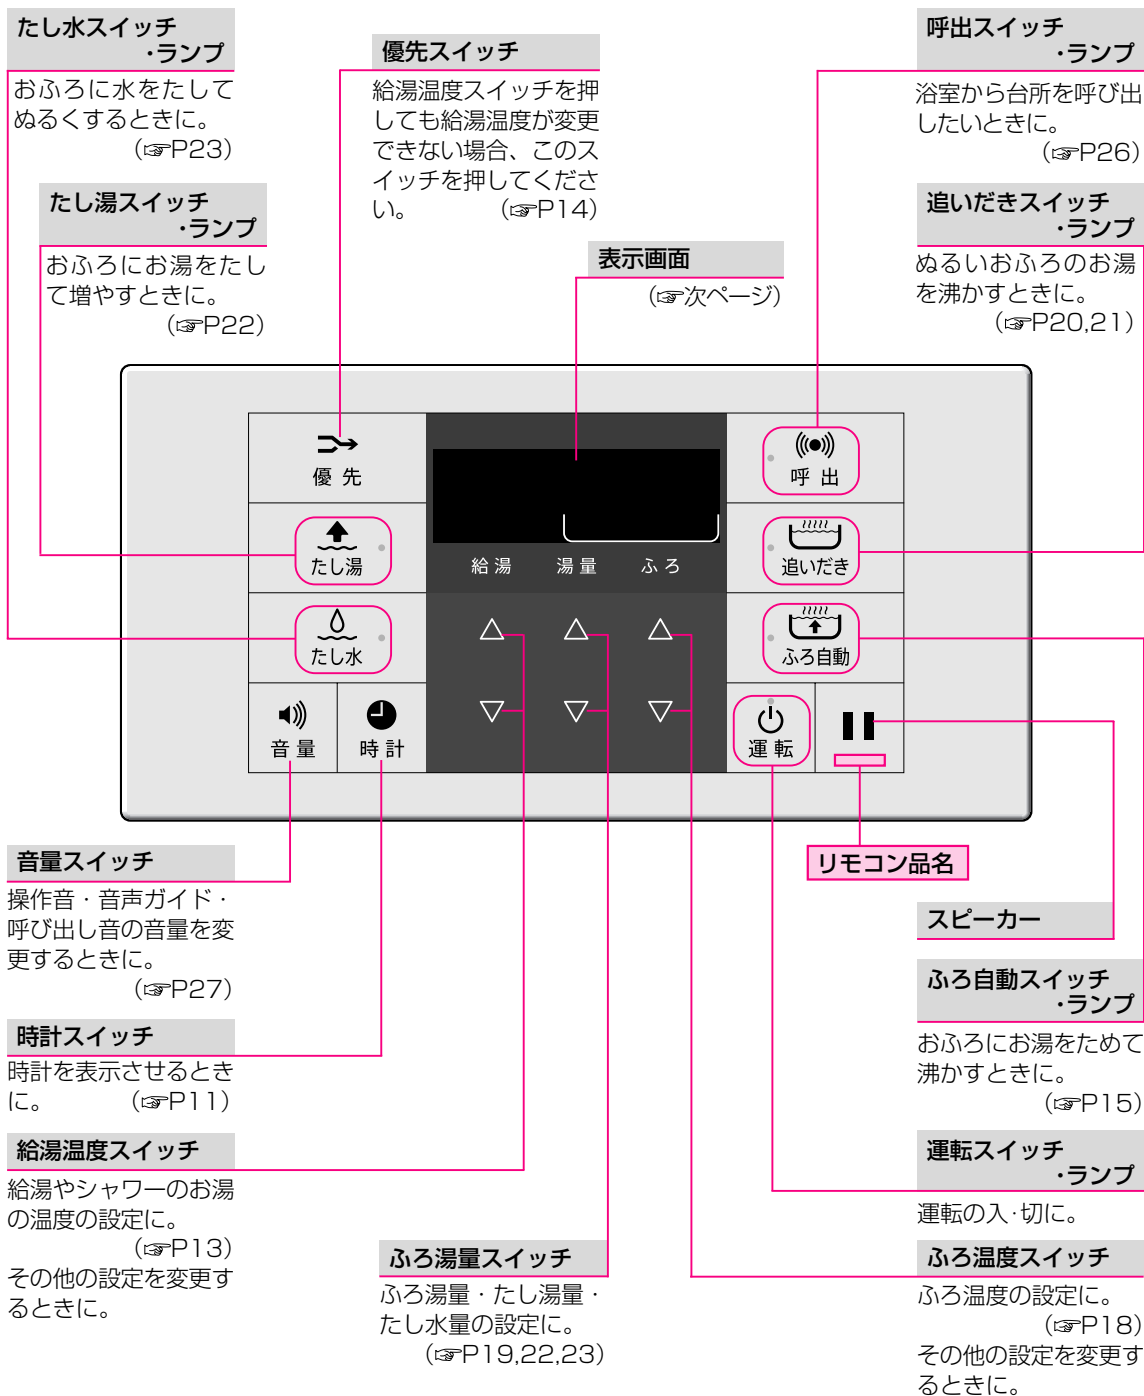 たし水スイッチ
・ランプ
おふろに水をたして
ぬるくするときに。
(☞P23)
たし湯スイッチ
・ランプ
おふろにお湯をたし
て増やすときに。
(☞P22)
優先スイッチ
給湯温度スイッチを押
しても給湯温度が変更
できない場合、このス
イッチを押してくださ
い。 (☞P14)
表示画面
(☞次ページ)
呼出スイッチ
・ランプ
浴室から台所を呼び出
したいときに。
(☞P26)
追いだきスイッチ
・ランプ
ぬるいおふろのお湯
を沸かすときに。
(☞P20,21)
優先
たし湯
たし水
音量
時計
給湯 湯量 ふろ
呼出
追いだき
ふろ自動
運転
音量スイッチ
操作音・音声ガイド・
呼び出し音の音量を変
更するときに。
(☞P27)
時計スイッチ
時計を表示させるとき
に。 (☞P11)
給湯温度スイッチ
給湯やシャワーのお湯
の温度の設定に。
(☞P13)
その他の設定を変更す
るときに。
ふろ湯量スイッチ
ふろ湯量・たし湯量・
たし水量の設定に。
(☞P19,22,23)
リモコン品名
スピーカー
ふろ自動スイッチ
・ランプ
おふろにお湯をためて
沸かすときに。
(☞P15)
運転スイッチ
・ランプ
運転の入・切に。
ふろ温度スイッチ
ふろ温度の設定に。
(☞P18)
その他の設定を変更す
るときに。